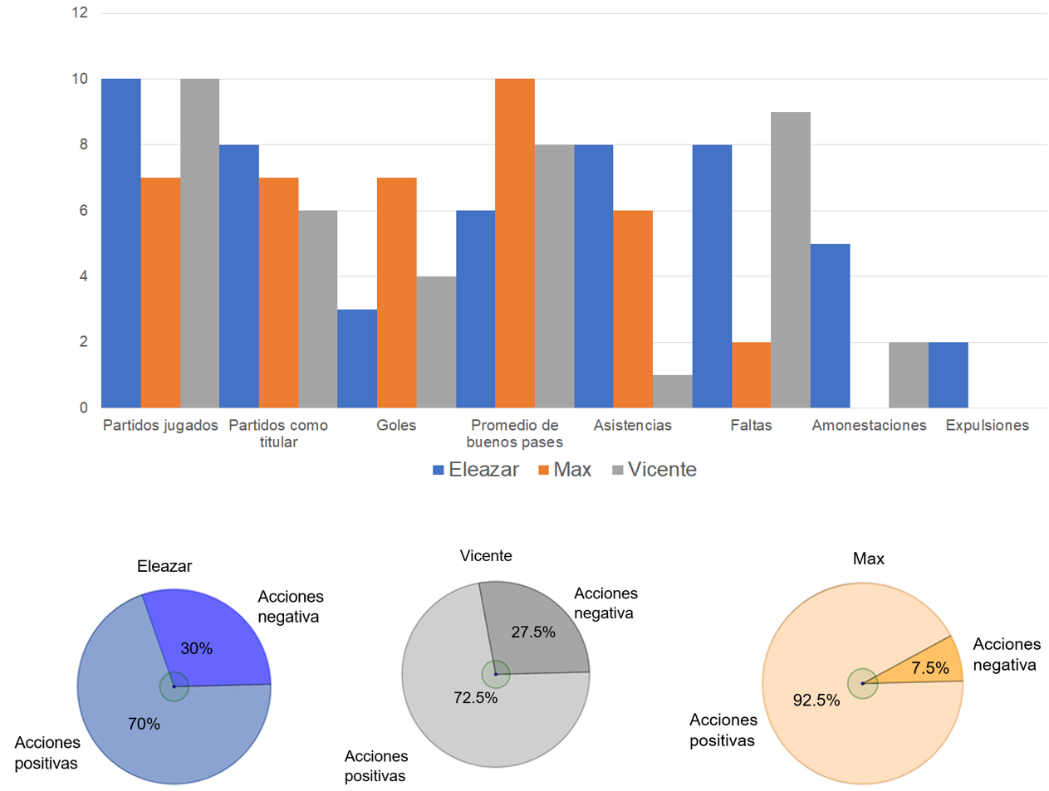 12
10
8
6
4
2
0
Partidos jugados
Partidos como
titular
Goles
Promedio de
buenos pases
Asistencias
Faltas
Amonestaciones
Expulsiones
Eleazar
Max
Vicente
Eleazar
Acciones
negativa
30%
70%
Acciones
positivas
Vicente
Acciones
negativa
27.5%
72.5%
Acciones
positivas
Max
Acciones
negativa
7.5%
92.5%
Acciones
positivas